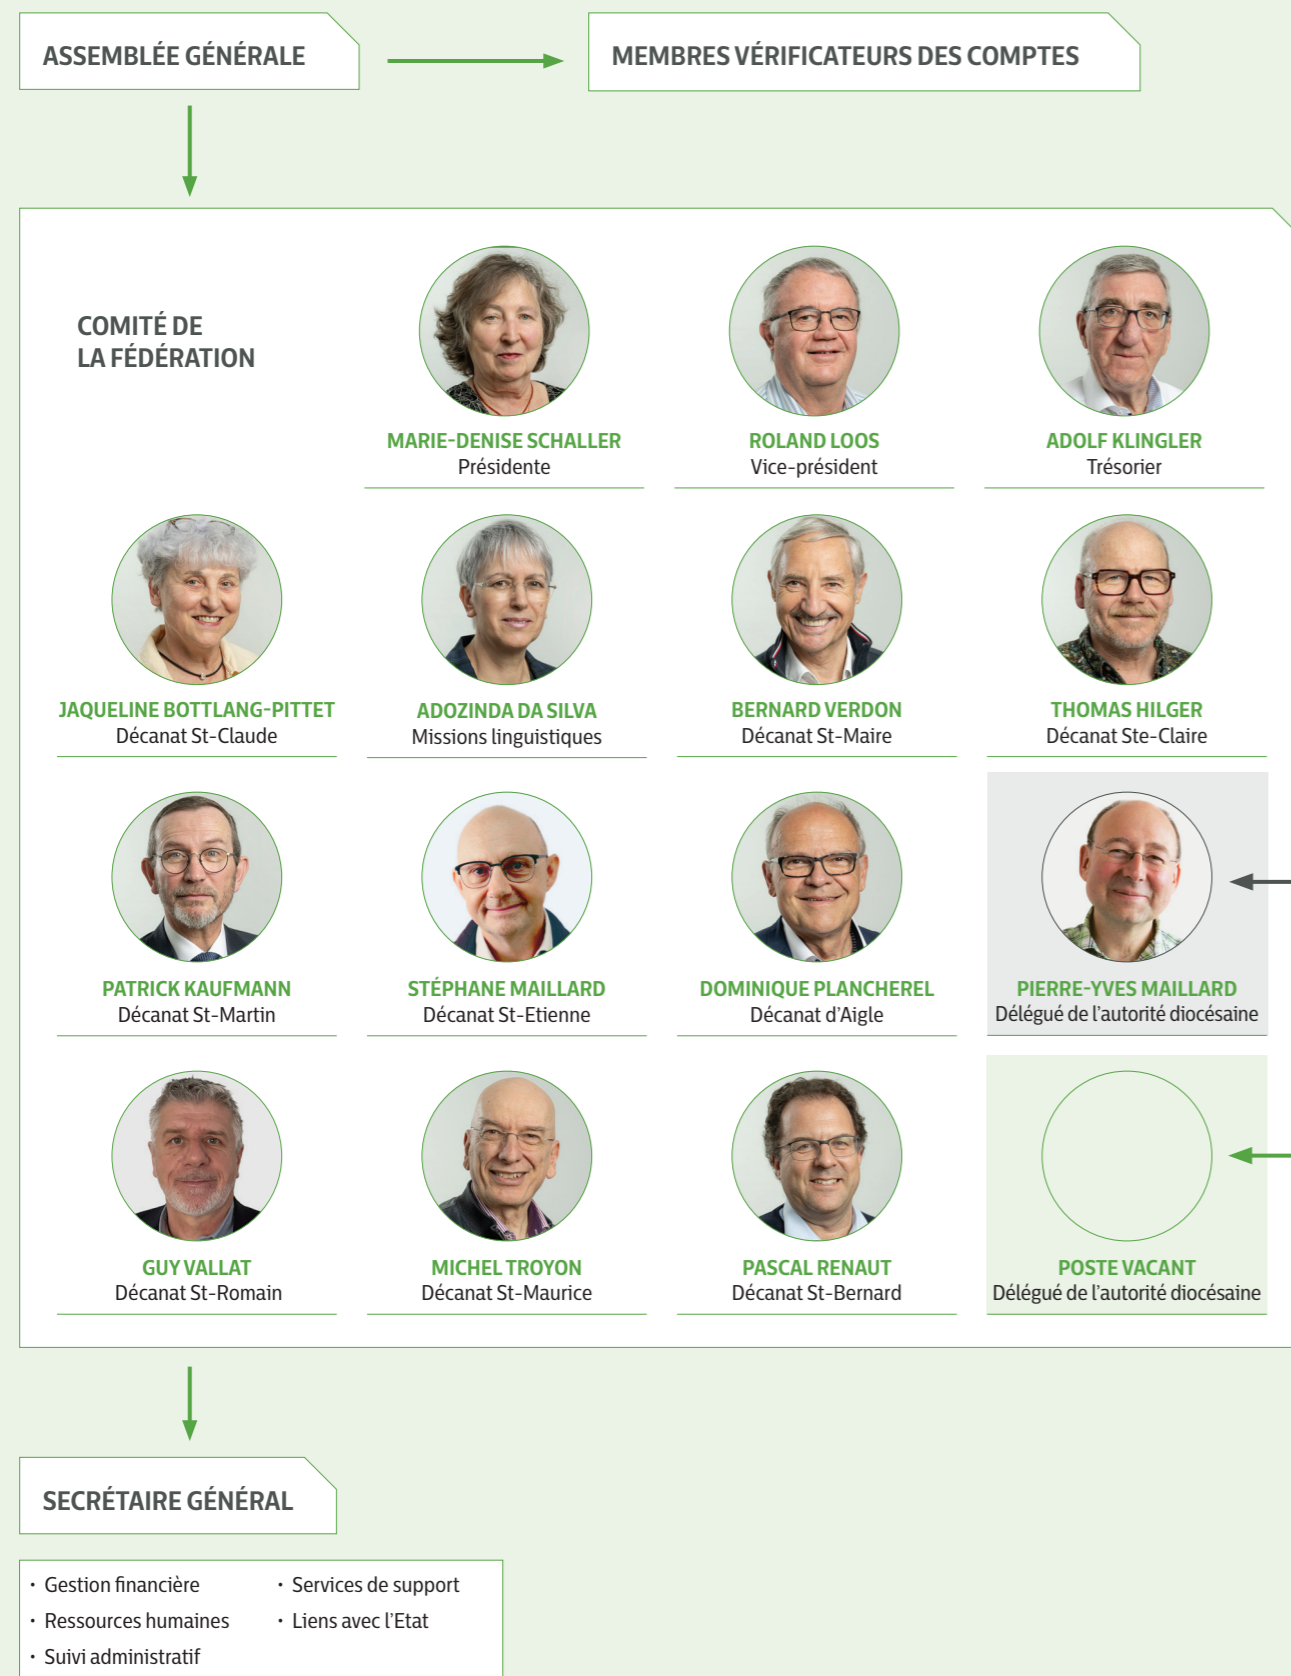 ASSEMBLÉE GÉNÉRALE
MEMBRES VÉRIFICATEURS DES COMPTES
COMITÉ DE
LA FÉDÉRATION
MARIE-DENISE SCHALLER
Présidente
ROLAND LOOS
Vice-président
ADOLF KLINGLER
Trésorier
JAQUELINE BOTTLANG-PITTET
Décanat St-Claude
ADOZINDA DA SILVA
Missions linguistiques
BERNARD VERDON
Décanat St-Maire
THOMAS HILGER
Décanat Ste-Claire
PATRICK KAUFMANN
Décanat St-Martin
STÉPHANE MAILLARD
Décanat St-Etienne
DOMINIQUE PLANCHEREL
Décanat d'Aigle
PIERRE-YVES MAILLARD
Délégué de l'autorité diocésaine
GUY VALLAT
Décanat St-Romain
MICHEL TROYON
Décanat St-Maurice
PASCAL RENAUT
Décanat St-Bernard
POSTE VACANT
Délégué de l'autorité diocésaine
SECRÉTAIRE GÉNÉRAL
• Gestion financière
• Ressources humaines
• Suivi administratif
• Services de support
• Liens avec l'Etat